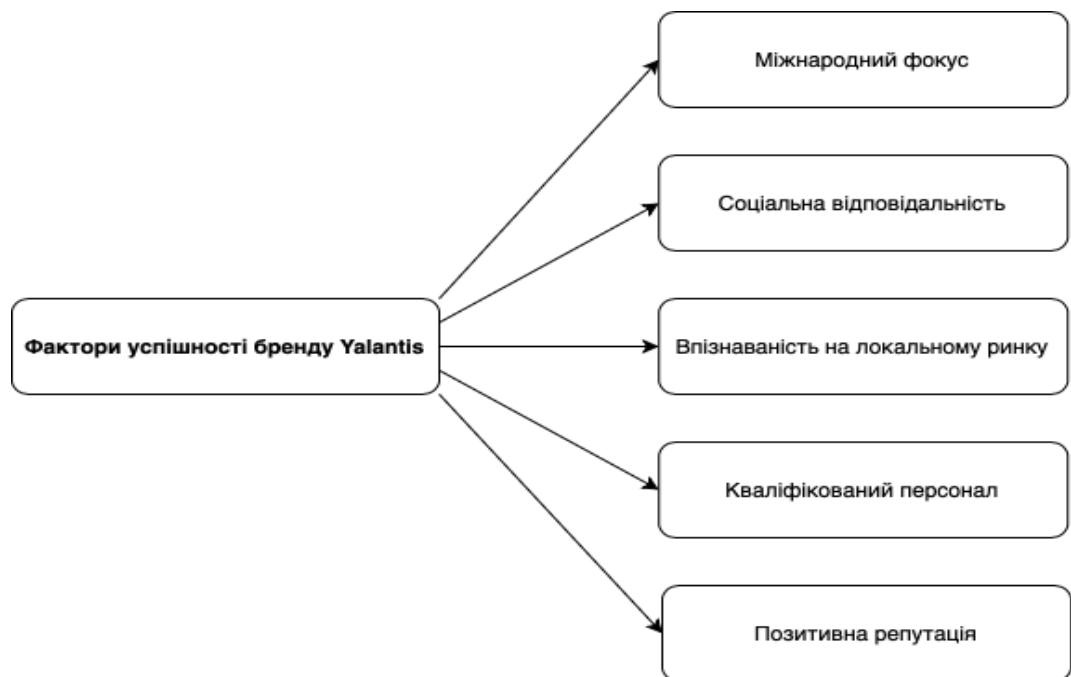 Міжнародний фокус
Соціальна відповідальність
Фактори успішності бренду Yalantis
Впізнаваність на локальному ринку
Кваліфікований персонал
Позитивна репутація